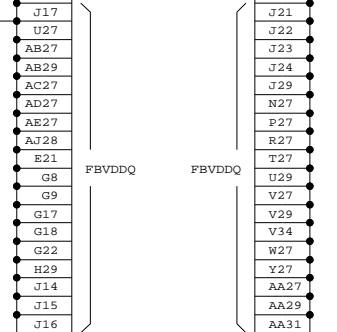 J17
U27
AB27
AB29
AC27
AD27
AE27
AJ28
E21
G8
G9
G17
G18
G22
H29
J14
J15
J16
FBVDDQ
FBVDDQ
J21
J22
J23
J24
J29
N27
P27
R27
T27
U29
V27
V29
V34
W27
Y27
AA27
AA29
AA31